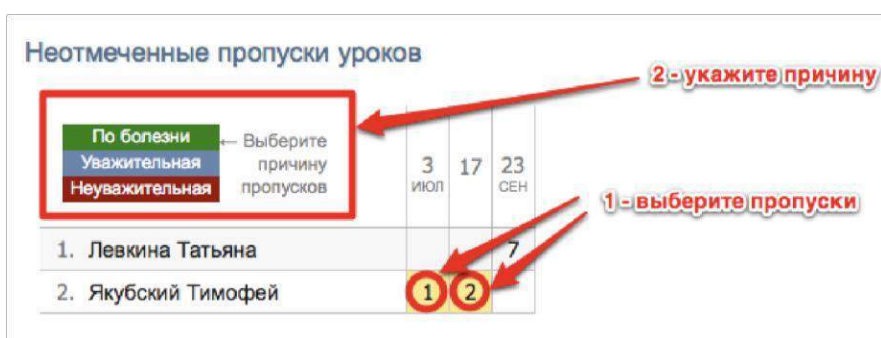 Неотмеченные пропуски уроков
2 - укажите причину
По болезни ← Выберите
Уважительная причину
Неуважительная пропусков
3 17 23
ИЮЛ СЕН
1 - выберите пропуски
1. Левкина Татьяна 7
2. Якубский Тимофей 1 2